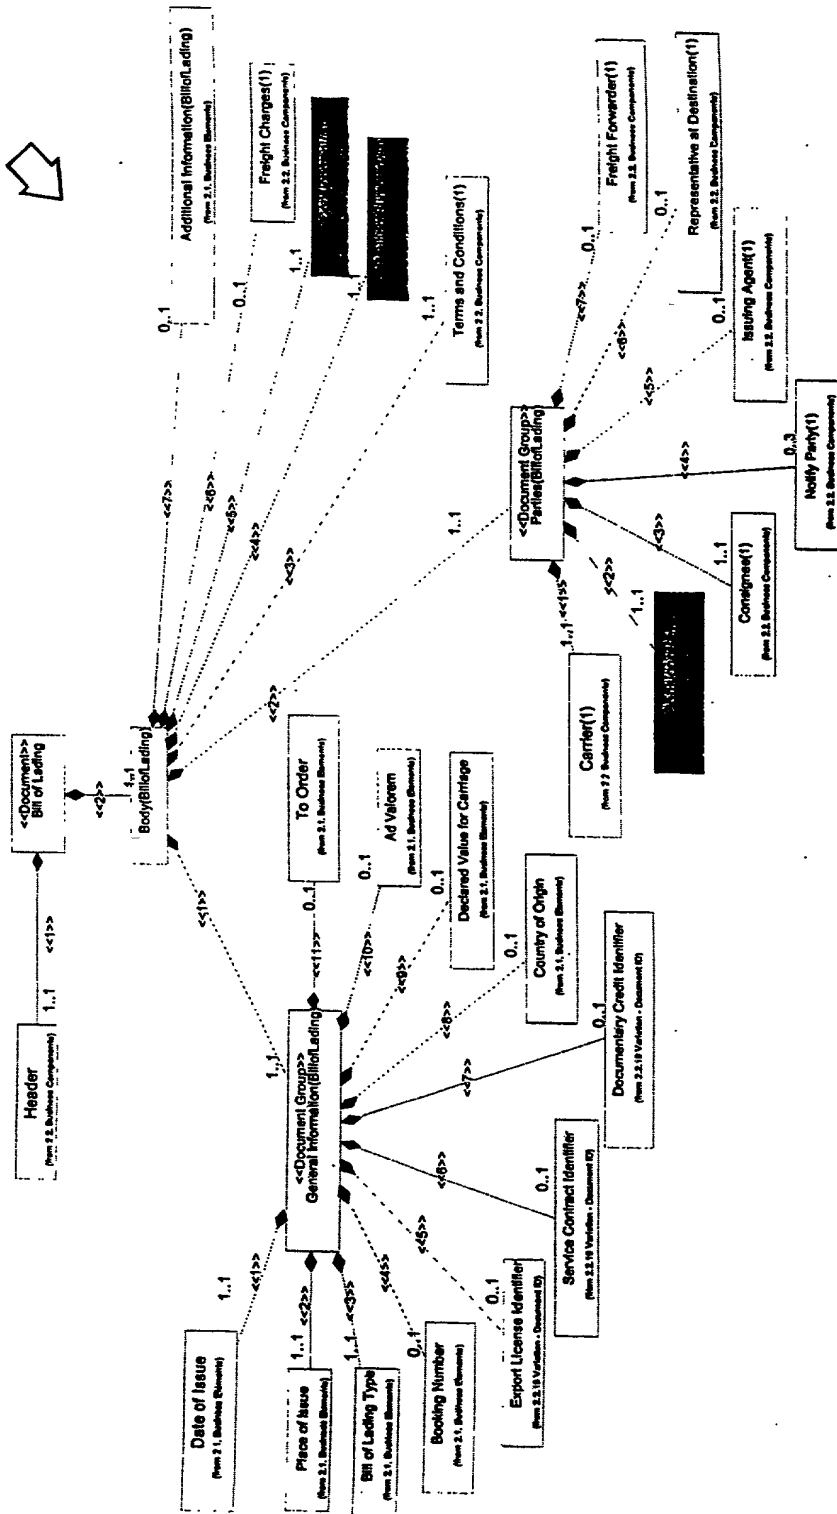 <<Document>>
Bill of Lading
<<1>>
<<2>>
1..1
Header
(from 2.2. Business Components)
1..1
Body(BillofLading)
<<1>>
<<2>>
<<3>>
<<4>>
<<5>>
<<6>>
<<7>>
1..1
<<Document Group>>
General Information(BillofLading)
<<1>>
1..1
Date of Issue
(from 2.1. Business Elements)
<<2>>
1..1
Place of Issue
(from 2.1. Business Elements)
<<3>>
1..1
Bill of Lading Type
(from 2.1. Business Elements)
<<4>>
0..1
Booking Number
(from 2.1. Business Elements)
<<5>>
0..1
Export License Identifier
(from 2.2.19 Variation - Document ID)
<<6>>
0..1
Service Contract Identifier
(from 2.2.19 Variation - Document ID)
<<7>>
0..1
Documentary Credit Identifier
(from 2.2.19 Variation - Document ID)
<<8>>
0..1
Country of Origin
(from 2.1. Business Elements)
<<9>>
0..1
Declared Value for Carriage
(from 2.1. Business Elements)
<<10>>
0..1
Ad Valorem
(from 2.1. Business Elements)
<<11>>
0..1
To Order
(from 2.1. Business Elements)
1..1
<<Document Group>>
Parties(BillofLading)
<<1>>
1..1
Carrier(1)
(from 2.2 Business Components)
<<2>>
1..1
<<3>>
1..1
Consignee(1)
(from 2.2. Business Components)
<<4>>
0..3
Notify Party(1)
(from 2.2. Business Components)
<<5>>
0..1
Issuing Agent(1)
(from 2.2. Business Components)
<<6>>
0..1
Representative at Destination(1)
(from 2.2. Business Components)
<<7>>
0..1
Freight Forwarder(1)
(from 2.2. Business Components)
1..1
Terms and Conditions(1)
(from 2.2. Business Components)
1..1
1..1
0..1
Freight Charges(1)
(from 2.2. Business Components)
0..1
Additional Information(BillofLading)
(from 2.1. Business Elements)